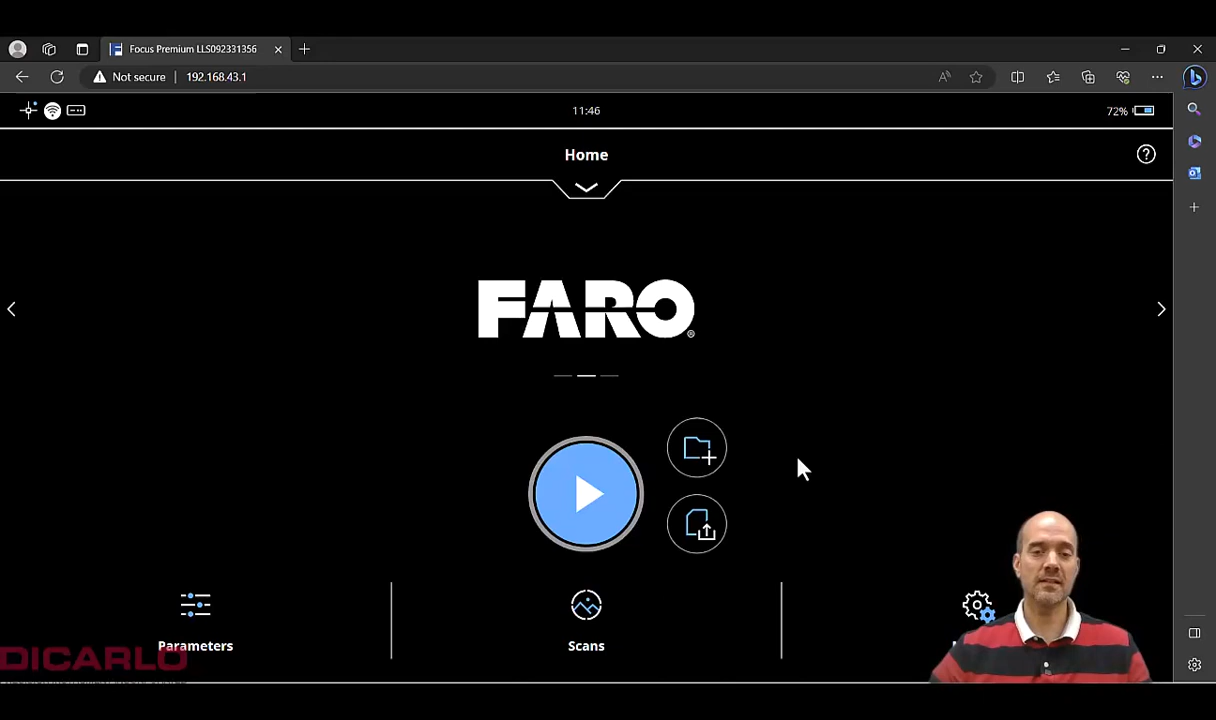 Focus Premium LLS092331356
Not secure
192.168.43.1
11:46
72%
Home
FARO
Parameters
Scans
DICARLO